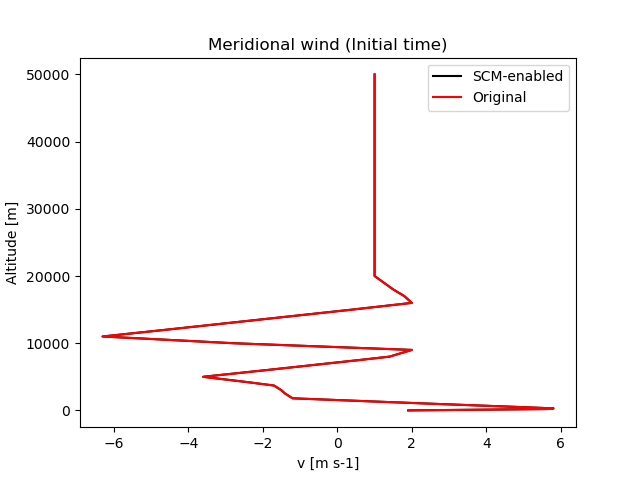 Meridional wind (Initial time)
SCM-enabled
Original
50000
40000
30000
20000
10000
0
Altitude [m]
−6
−4
−2
0
2
4
6
v [m s-1]